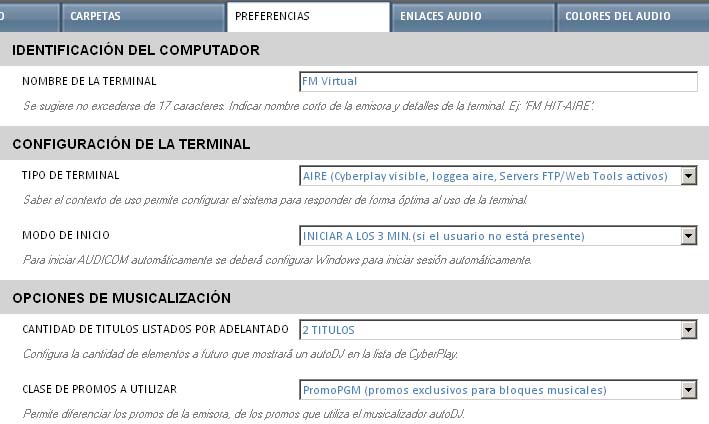 O CARPETAS PREFERENCIAS ENLACES AUDIO COLORES DEL AUDIO
IDENTIFICACIÓN DEL COMPUTADOR
NOMBRE DE LA TERMINAL FM Virtual
Se sugiere no excederse de 17 caracteres. Indicar nombre corto de la emisora y detalles de la terminal. Ej: 'FM HIT-AIRE'.
CONFIGURACIÓN DE LA TERMINAL
TIPO DE TERMINAL AIRE (Cyberplay visible, loggea aire, Servers FTP/Web Tools activos)
Saber el contexto de uso permite configurar el sistema para responder de forma óptima al uso de la terminal.
MODO DE INICIO INICIAR A LOS 3 MIN.(si el usuario no está presente)
Para iniciar AUDICOM automáticamente se deberá configurar Windows para iniciar sesión automáticamente.
OPCIONES DE MUSICALIZACIÓN
CANTIDAD DE TITULOS LISTADOS POR ADELANTADO 2 TITULOS
Configura la cantidad de elementos a futuro que mostrará un autoDJ en la lista de CyberPlay.
CLASE DE PROMOS A UTILIZAR PromoPGM (promos exclusivos para bloques musicales)
Permite diferenciar los promos de la emisora, de los promos que utiliza el musicalizador autoDJ.